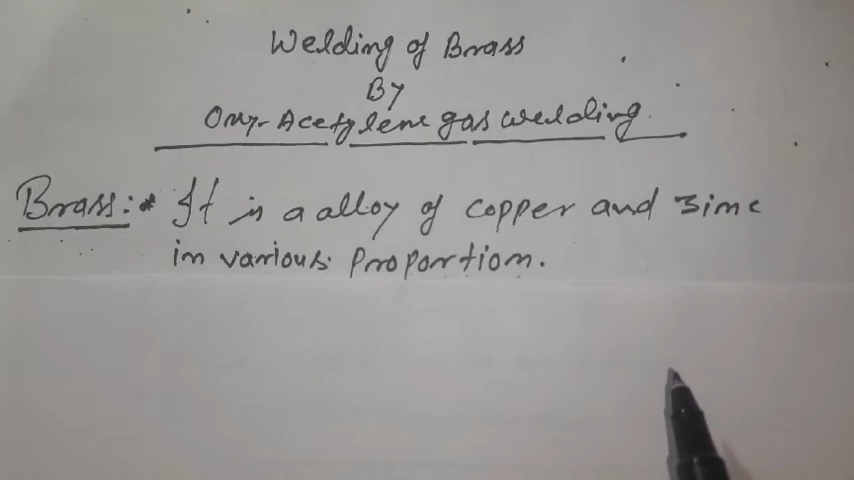 Welding of Brass
By
Oxy-Acetylene gas welding.
Brass:* It is a alloy of copper and zinc
in various proportion.